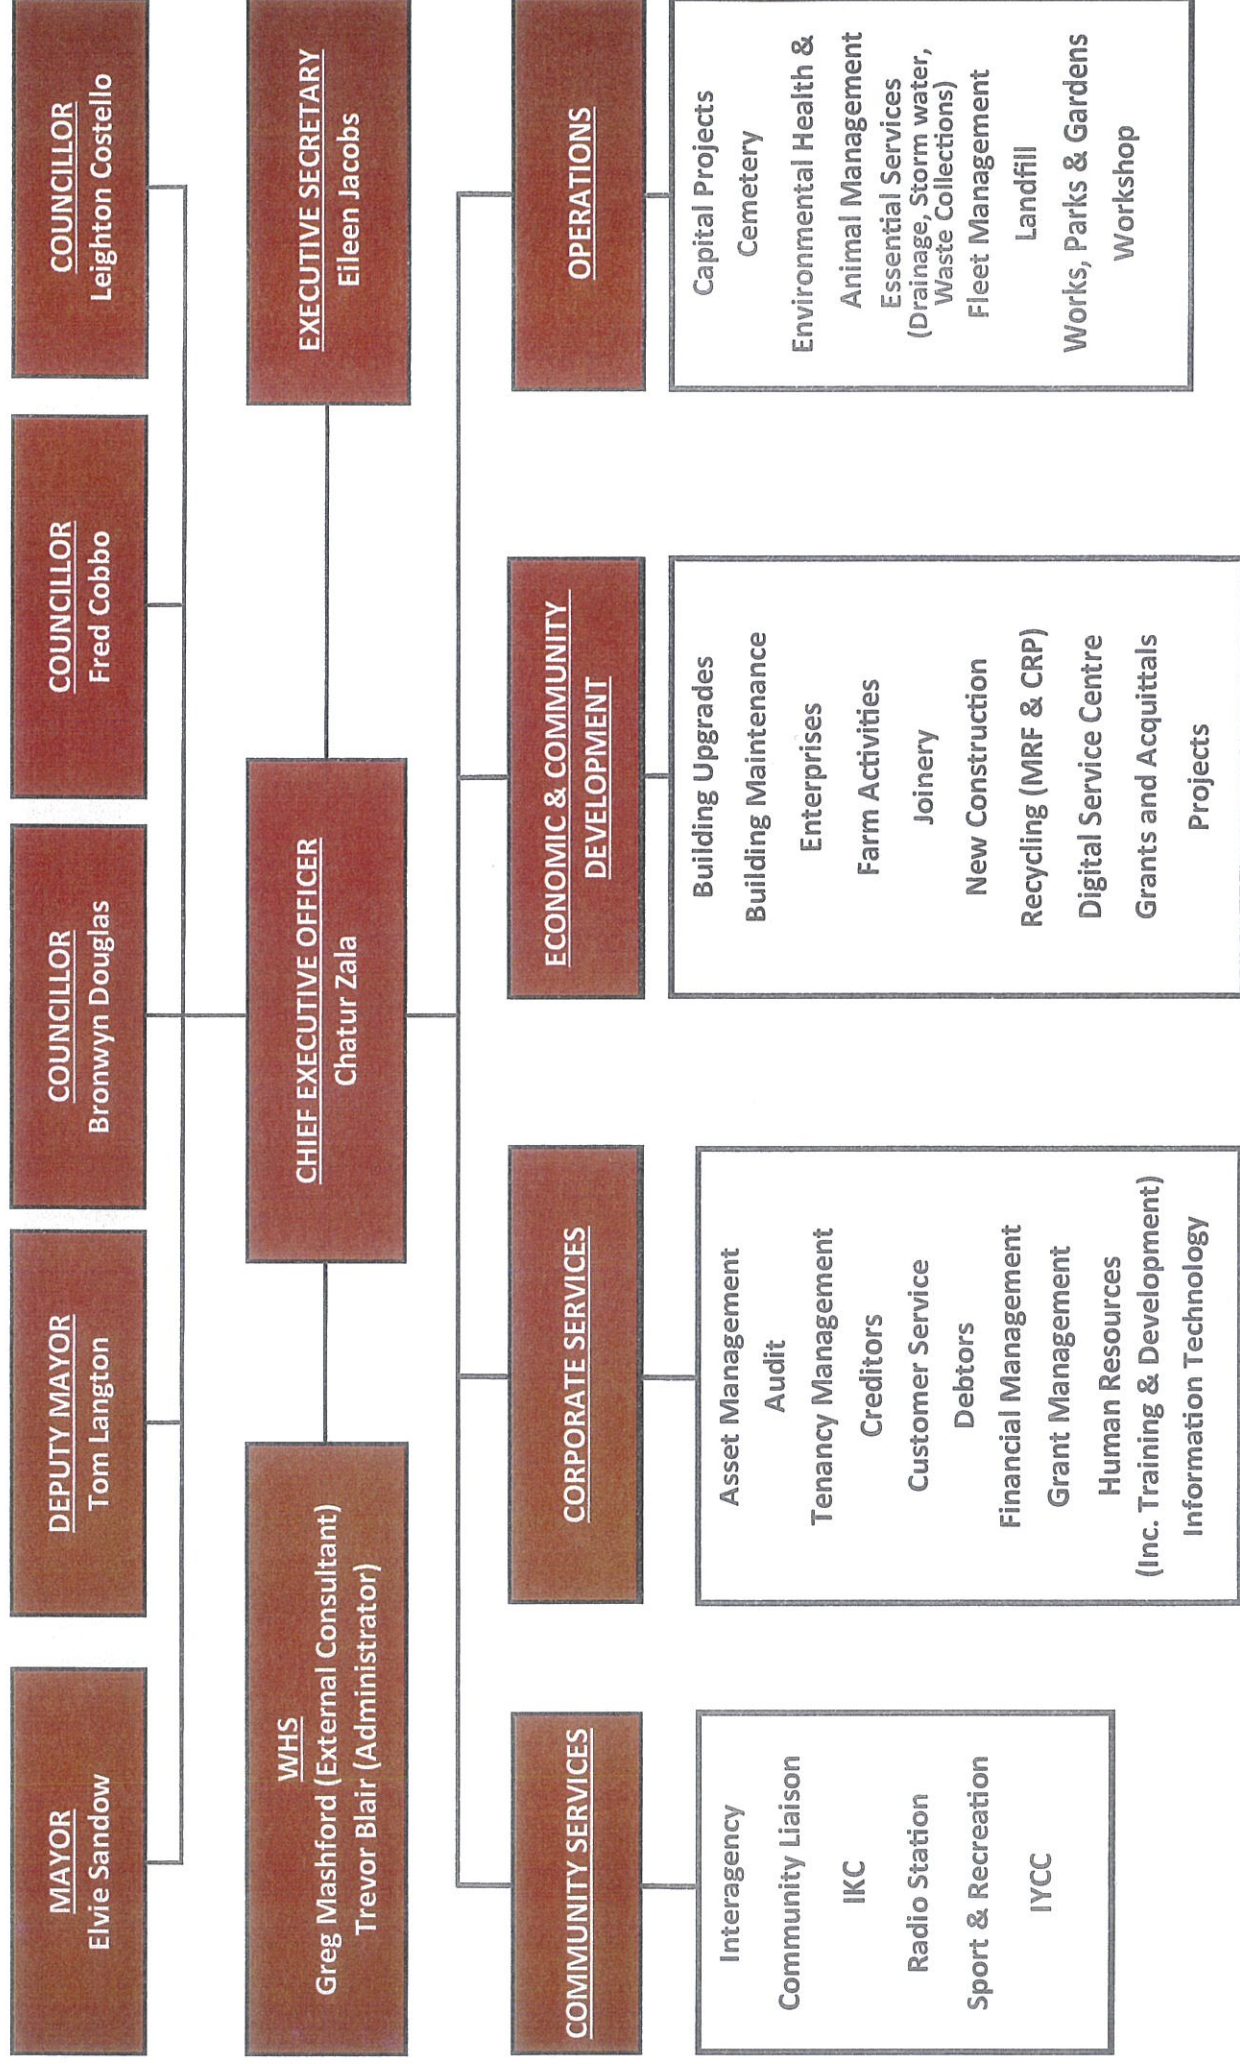 MAYOR
Elvie Sandow
DEPUTY MAYOR
Tom Langton
COUNCILLOR
Bronwyn Douglas
COUNCILLOR
Fred Cobbo
COUNCILLOR
Leighton Costello
WHS
Greg Mashford (External Consultant)
Trevor Blair (Administrator)
CHIEF EXECUTIVE OFFICER
Chatur Zala
EXECUTIVE SECRETARY
Eileen Jacobs
COMMUNITY SERVICES
Interagency
Community Liaison
IKC
Radio Station
Sport & Recreation
IYCC
CORPORATE SERVICES
Asset Management
Audit
Tenancy Management
Creditors
Customer Service
Debtors
Financial Management
Grant Management
Human Resources
(Inc. Training & Development)
Information Technology
ECONOMIC & COMMUNITY
DEVELOPMENT
Building Upgrades
Building Maintenance
Enterprises
Farm Activities
Joinery
New Construction
Recycling (MRF & CRP)
Digital Service Centre
Grants and Acquittals
Projects
OPERATIONS
Capital Projects
Cemetery
Environmental Health &
Animal Management
Essential Services
(Drainage, Storm water,
Waste Collections)
Fleet Management
Landfill
Works, Parks & Gardens
Workshop